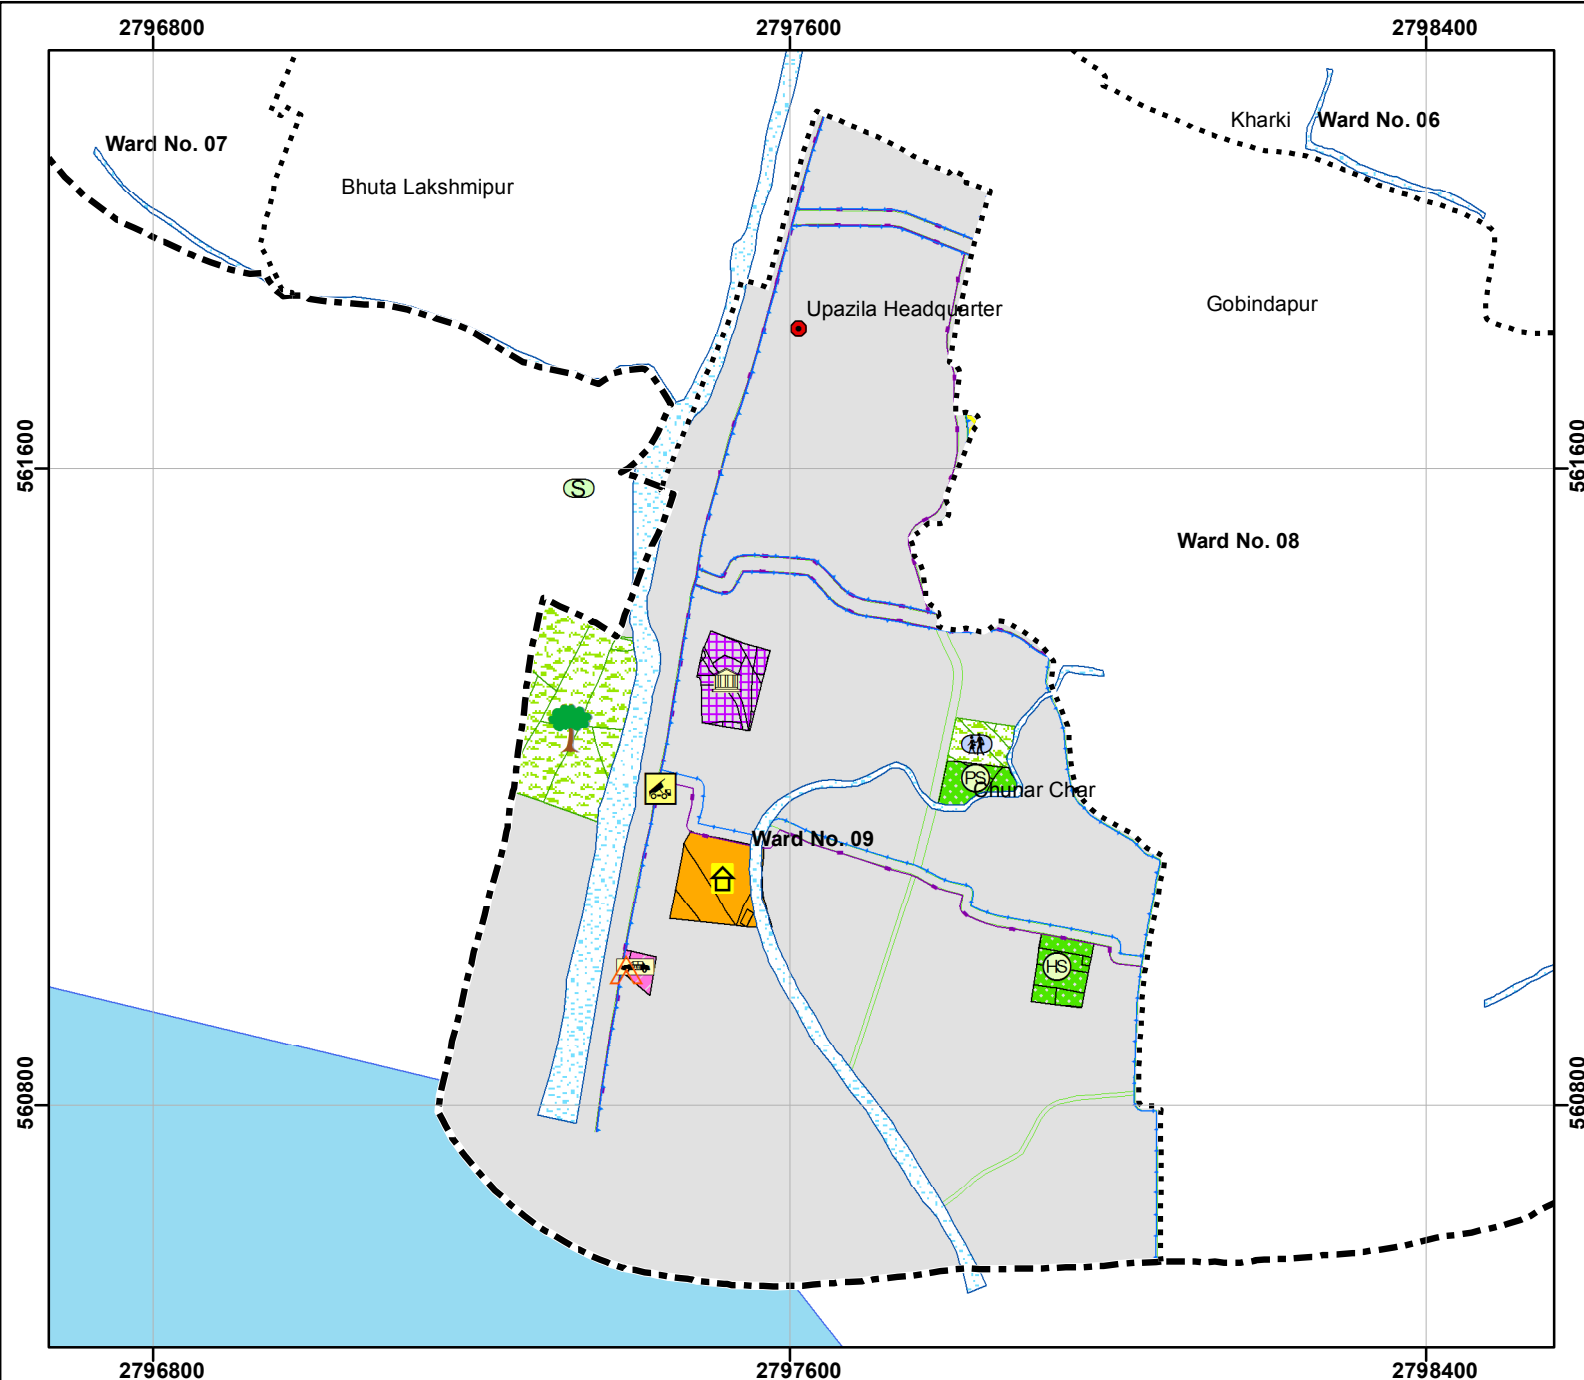 2796800 2797600 2798400
Kharki Ward No. 06
Ward No. 07
Bhuta Lakshmipur
Gobindapur
Upazila Headquarter
561600 561600
S
Ward No. 08
PS
Chunar Char
Ward No. 09
HS
560800 560800
2796800 2797600 2798400